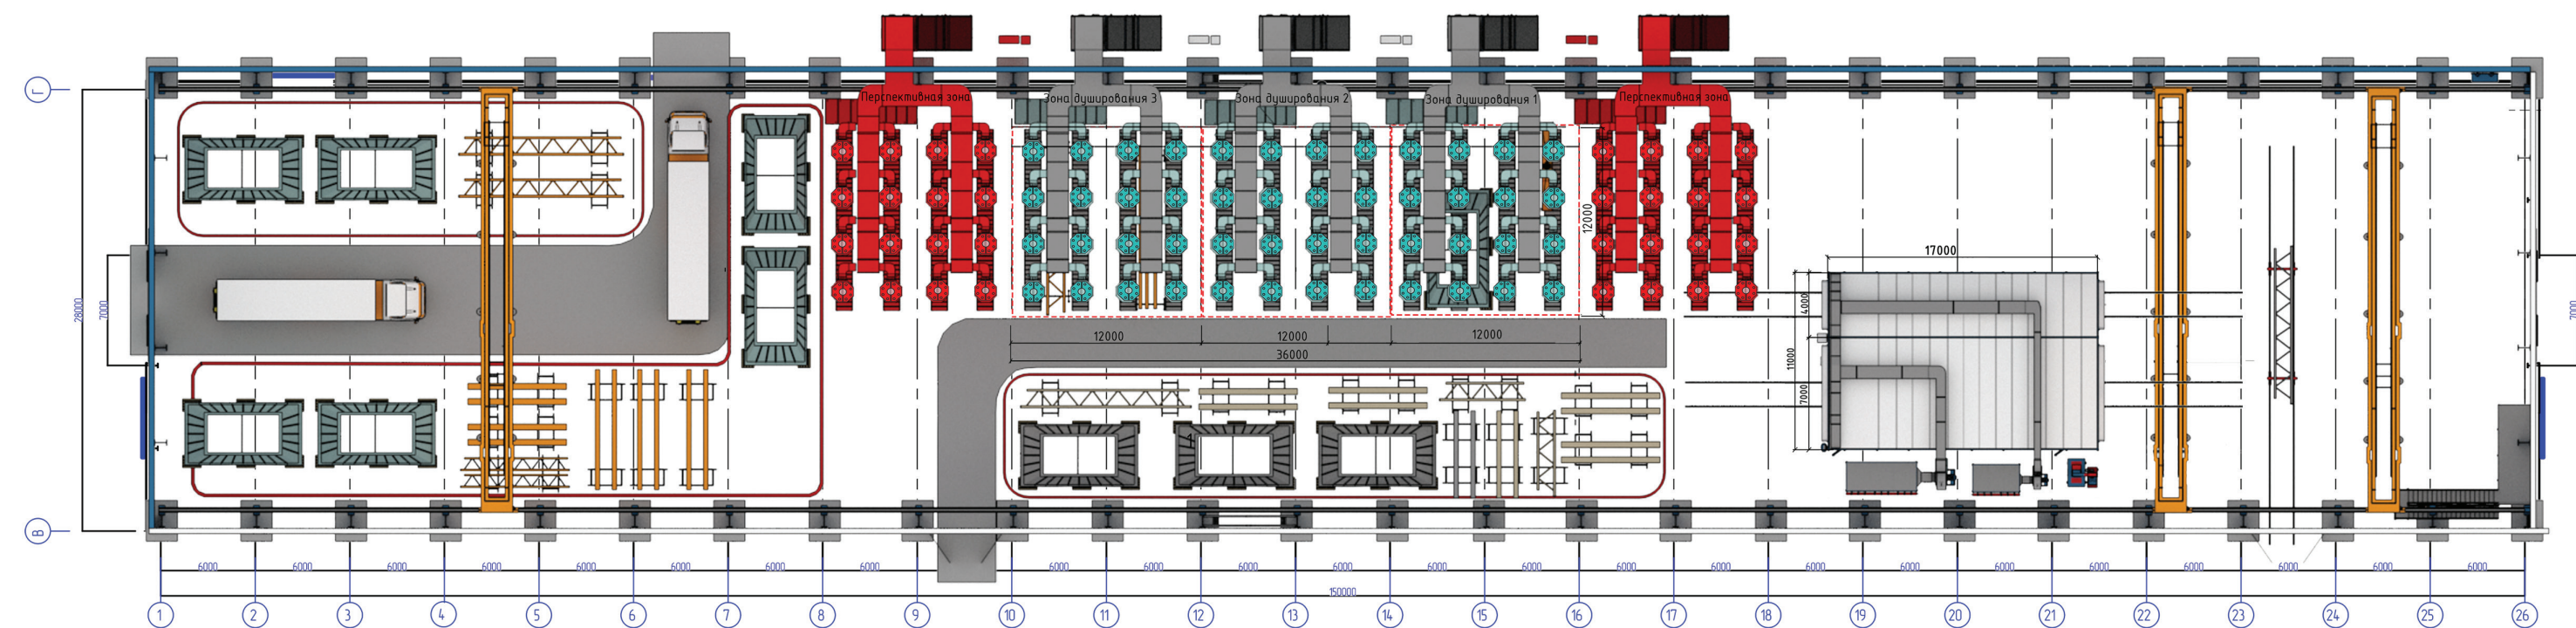 Перспективная зона
Зона душирования 3
Зона душирования 2
Зона душирования 1
Перспективная зона
Г
12000
17000
28000
7000
4000
11000
7000
7000
12000
12000
12000
36000
В
6000 6000 6000 6000 6000 6000 6000 6000 6000 6000 6000 6000 6000 6000 6000 6000 6000 6000 6000 6000 6000 6000 6000 6000 6000
150000
1 2 3 4 5 6 7 8 9 10 11 12 13 14 15 16 17 18 19 20 21 22 23 24 25 26